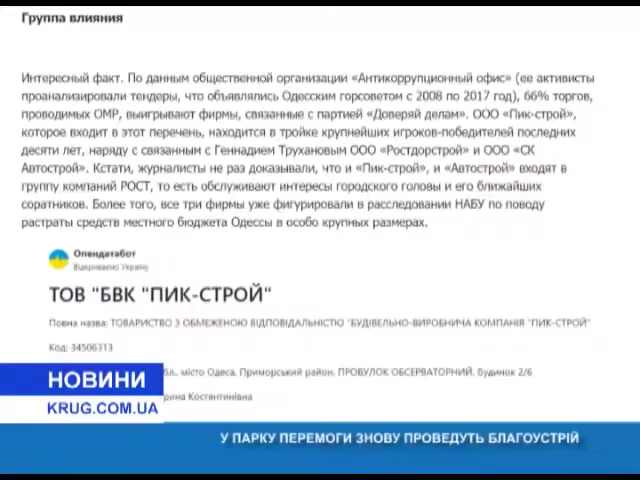 Группа влияния
Интересный факт. По данным общественной организации «Антикоррупционный офис» (ее активисты
проанализировали тендеры, что объявлялись Одесским горсоветом с 2008 по 2017 год), 66% торгов,
проводимых ОМР, выигрывают фирмы, связанные с партией «Доверяй делам». ООО «Пик-строй»,
которое входит в этот перечень, находится в тройке крупнейших игроков-победителей последних
десяти лет, наряду с связанным с Геннадием Трухановым ООО «Ростдорстрой» и ООО «СК
Автострой». Кстати, журналисты не раз доказывали, что и «Пик-строй», и «Автострой» входят в
группу компаний РОСТ, то есть обслуживают интересы городского головы и его ближайших
соратников. Более того, все три фирмы уже фигурировали в расследовании НАБУ по поводу
растраты средств местного бюджета Одессы в особо крупных размерах.
Опендатабот
Відкриваємо Україну
ТОВ "БВК "ПИК-СТРОЙ"
Повна назва: ТОВАРИСТВО З ОБМЕЖЕНОЮ ВІДПОВІДАЛЬНІСТЮ "БУДІВЕЛЬНО-ВИРОБНИЧА КОМПАНІЯ "ПИК-СТРОЙ"
Код: 34506313
бл., місто Одеса, Приморський район, ПРОВУЛОК ОБСЕРВАТОРНИЙ, будинок 2/6
рина Костянтинівна
НОВИНИ
KRUG.COM.UA
У ПАРКУ ПЕРЕМОГИ ЗНОВУ ПРОВЕДУТЬ БЛАГОУСТРІЙ